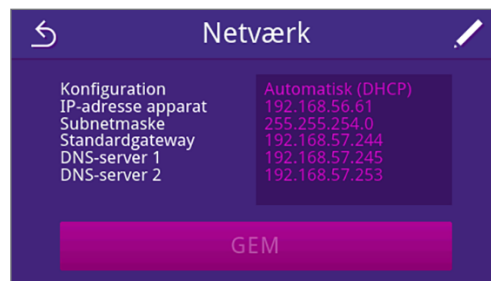 Netværk
Konfiguration Automatisk (DHCP)
IP-adresse apparat 192.168.56.61
Subnetmaske 255.255.254.0
Standardgateway 192.168.57.244
DNS-server 1 192.168.57.245
DNS-server 2 192.168.57.253
GEM